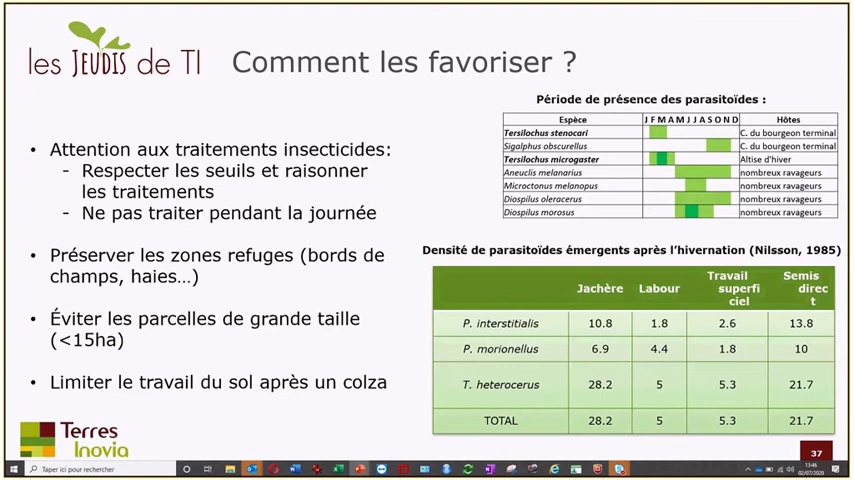 les JEUDIS de TI
Comment les favoriser ?
• Attention aux traitements insecticides:
- Respecter les seuils et raisonner
les traitements
- Ne pas traiter pendant la journée
• Préserver les zones refuges (bords de
champs, haies…)
• Éviter les parcelles de grande taille
(<15ha)
• Limiter le travail du sol après un colza
Période de présence des parasitoïdes :
Espèce J F M A M J J A S O N D Hôtes
Tersilochus stenocari C. du bourgeon terminal
Sigalphus obscurellus C. du bourgeon terminal
Tersilochus microgaster Altise d'hiver
Aneuclis melanarius nombreux ravageurs
Microctonus melanopus nombreux ravageurs
Diospilus oleracerus nombreux ravageurs
Diospilus morosus nombreux ravageurs
Densité de parasitoïdes émergents après l'hivernation (Nilsson, 1985)
Jachère Labour Travail superfi ciel Semis direc t
P. interstitialis 10.8 1.8 2.6 13.8
P. morionellus 6.9 4.4 1.8 10
T. heterocerus 28.2 5 5.3 21.7
TOTAL 28.2 5 5.3 21.7
Terres
Inovia
37
Taper ici pour rechercher
13:46
02/07/2020